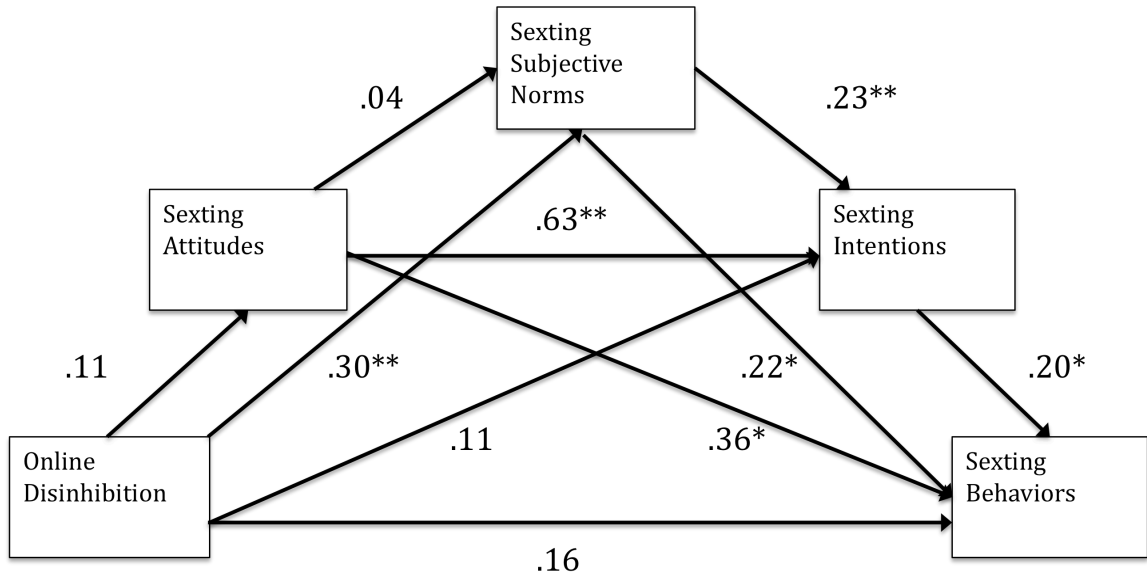 Sexting
Subjective
Norms
.04
.23**
Sexting
Attitudes
.63**
Sexting
Intentions
.11
.30**
.22*
.20*
.11
.36*
Online
Disinhibition
Sexting
Behaviors
.16